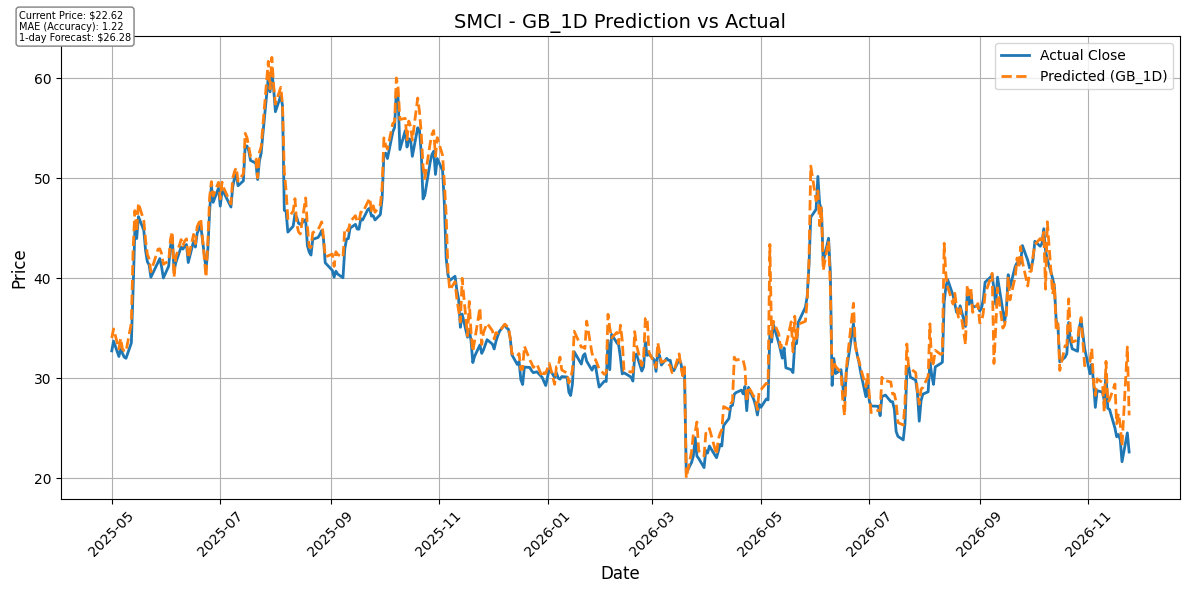 SMCI - GB_1D Prediction vs Actual
Current Price: $22.62
MAE (Accuracy): 1.22
1-day Forecast: $26.28
Actual Close
Predicted (GB_1D)
Price
60
50
40
30
20
2025-05
2025-07
2025-09
2025-11
2026-01
2026-03
2026-05
2026-07
2026-09
2026-11
Date